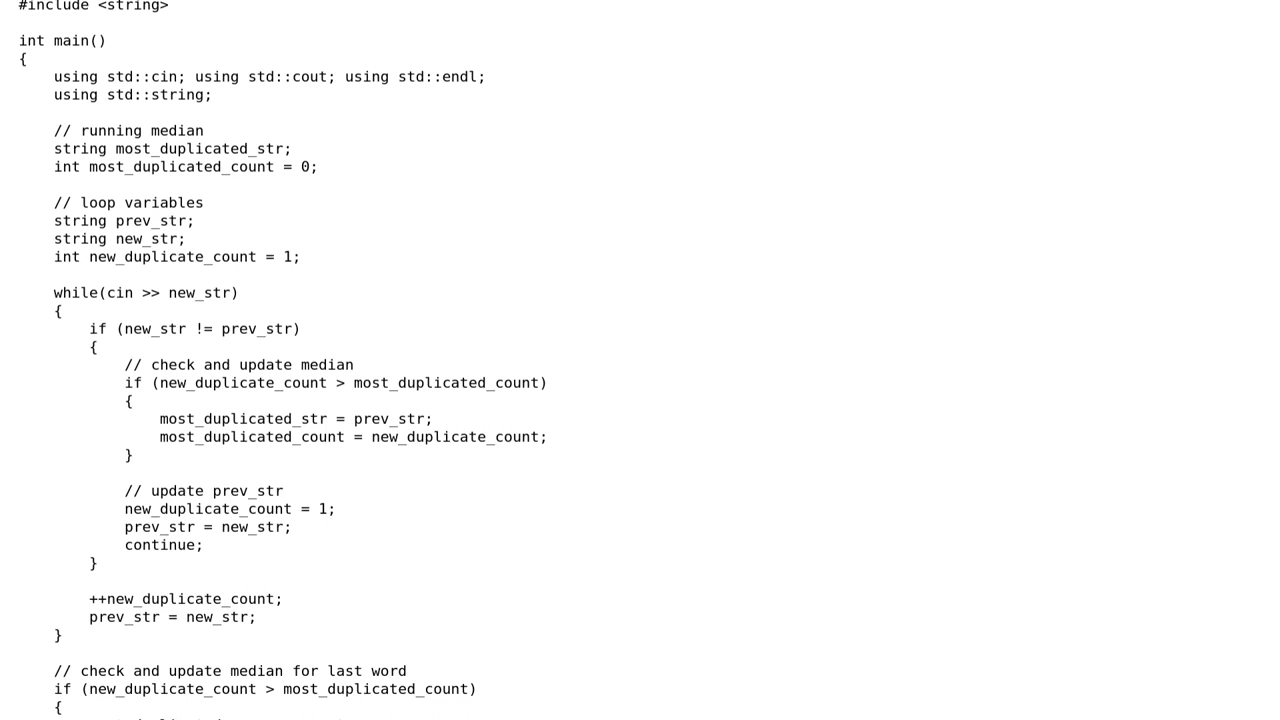 #include <string>
int main()
{
    using std::cin; using std::cout; using std::endl;
    using std::string;
    // running median
    string most_duplicated_str;
    int most_duplicated_count = 0;
    // loop variables
    string prev_str;
    string new_str;
    int new_duplicate_count = 1;
    while(cin >> new_str)
    {
        if (new_str != prev_str)
        {
            // check and update median
            if (new_duplicate_count > most_duplicated_count)
            {
                most_duplicated_str = prev_str;
                most_duplicated_count = new_duplicate_count;
            }
            // update prev_str
            new_duplicate_count = 1;
            prev_str = new_str;
            continue;
        }
        ++new_duplicate_count;
        prev_str = new_str;
    }
    // check and update median for last word
    if (new_duplicate_count > most_duplicated_count)
    {